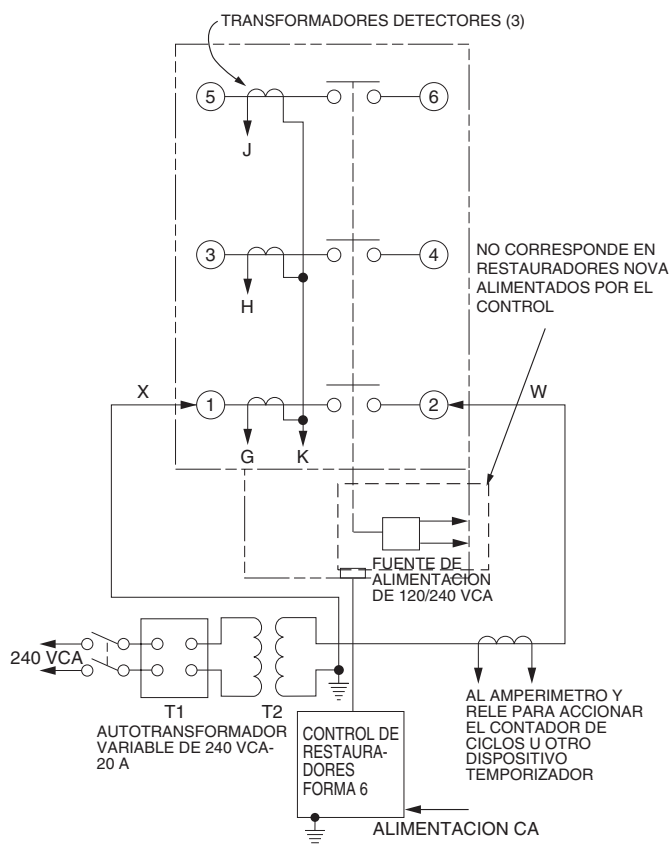 TRANSFORMADORES DETECTORES (3)
5
6
J
3
4
H
NO CORRESPONDE EN
RESTAURADORES NOVA
ALIMENTADOS POR EL
CONTROL
X
1
2
W
G
K
FUENTE DE
ALIMENTACION
DE 120/240 VCA
240 VCA
T1
T2
AUTOTRANSFORMADOR
VARIABLE DE 240 VCA-
20 A
CONTROL DE
RESTAURA-
DORES
FORMA 6
AL AMPERIMETRO Y
RELE PARA ACCIONAR
EL CONTADOR DE
CICLOS U OTRO
DISPOSITIVO
TEMPORIZADOR
ALIMENTACION CA